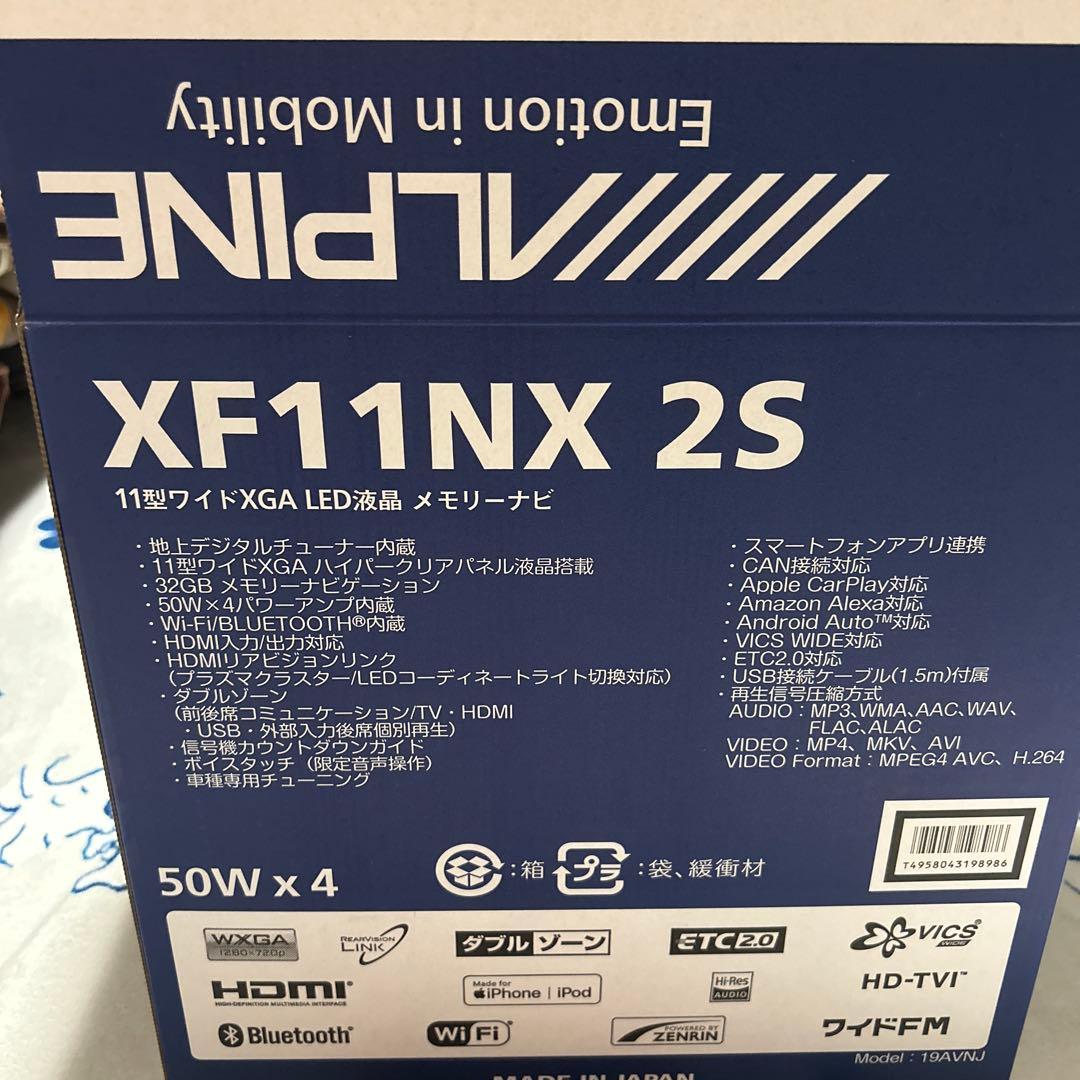 Emotion in Mobility
ALPINE
XF11NX 2S
11型ワイドXGA LED液晶 メモリーナビ
・地上デジタルチューナー内蔵
・11型ワイドXGA ハイパークリアパネル液晶搭載
・32GB メモリーナビゲーション
・50W×4パワーアンプ内蔵
・Wi-Fi/BLUETOOTH®内蔵
・HDMI入力/出力対応
・HDMIリアビジョンリンク
（プラズマクラスター/LEDコーディネートライト切換対応）
・ダブルゾーン
（前後席コミュニケーション/TV・HDMI
・USB・外部入力後席個別再生）
・信号機カウントダウンガイド
・ボイスタッチ（限定音声操作）
・車種専用チューニング
・スマートフォンアプリ連携
・CAN接続対応
・Apple CarPlay対応
・Amazon Alexa対応
・Android Auto™対応
・VICS WIDE対応
・ETC2.0対応
・USB接続ケーブル(1.5m)付属
・再生信号圧縮方式
AUDIO：MP3、WMA、AAC、WAV、
FLAC、ALAC
VIDEO：MP4、MKV、AVI
VIDEO Format：MPEG4 AVC、H.264
T4958043198986
50W x 4
：箱 プラ ：袋、緩衝材
WXGA
1280×720p
REARVISION
LINK
ダブル ゾーン
ETC2.0
VICS
WIDE
HDMI
HIGH-DEFINITION MULTIMEDIA INTERFACE
Made for
iPhone | iPod
Hi-Res
AUDIO
HD-TVI™
Bluetooth®
Wi Fi
POWERED BY
ZENRIN
ワイドFM
Model : 19AVNJ
MADE IN JAPAN